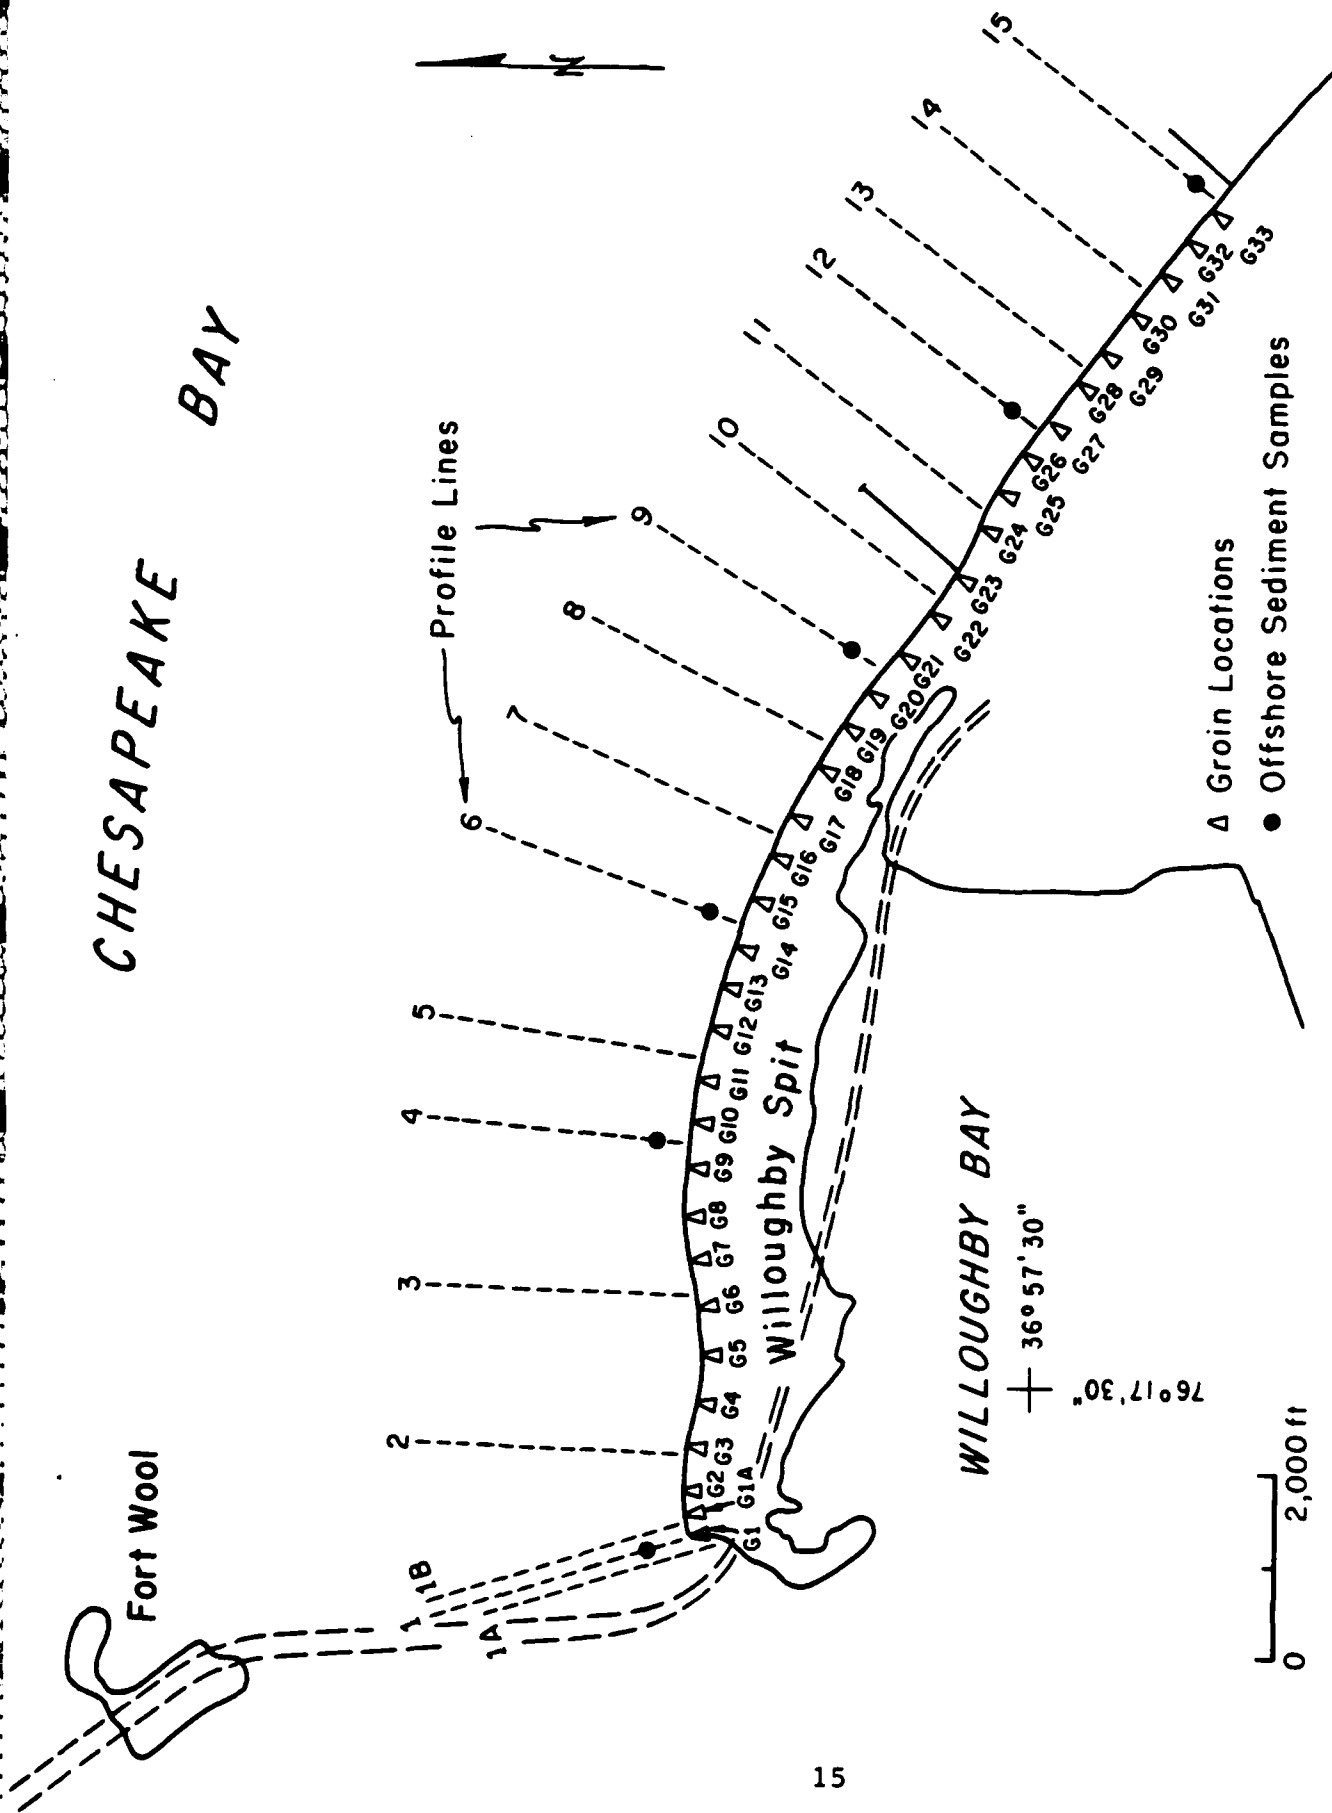 CHESAPEAKE BAY
Fort Wool
Profile Lines
N
1A
1
1B
2
3
4
5
6
7
8
9
10
11
12
13
14
15
G1
G1A
G2
G3
G4
G5
G6
G7
G8
G9
G10
G11
G12
G13
G14
G15
G16
G17
G18
G19
G20
G21
G22
G23
G24
G25
G26
G27
G28
G29
G30
G31
G32
G33
Willoughby Spit
WILLOUGHBY BAY
36° 57' 30"
76° 17' 30"
Groin Locations
Offshore Sediment Samples
0 2,000 ft
15